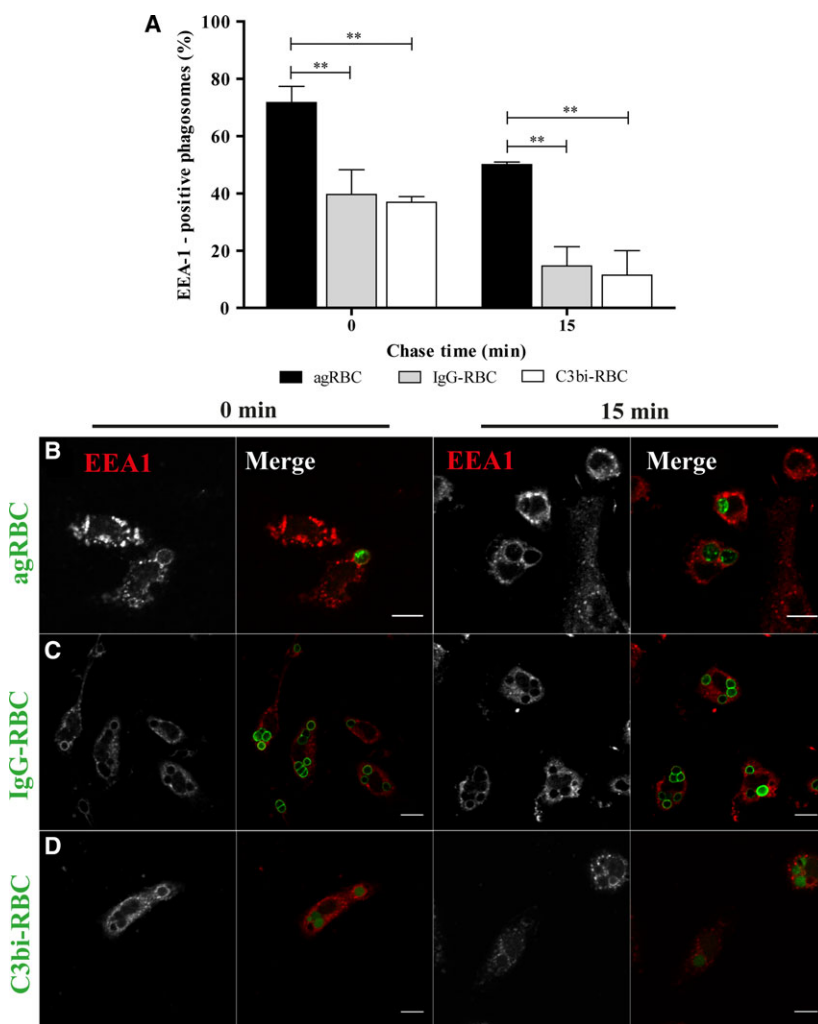 A
EEA-1 - positive phagosomes (%)
100
80
60
40
20
0
**
**
**
**
0
15
Chase time (min)
agRBC
IgG-RBC
C3bi-RBC
0 min
15 min
B
EEA1
Merge
EEA1
Merge
agRBC
C
IgG-RBC
D
C3bi-RBC